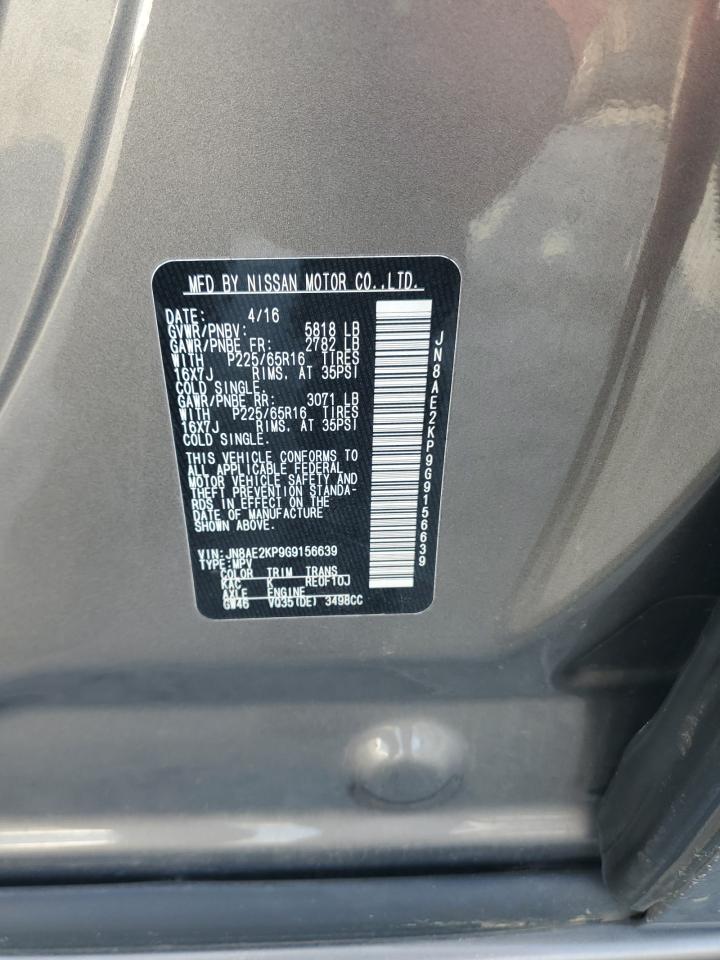 MFD BY NISSAN MOTOR CO.,LTD.
DATE: 4/16
GVWR/PNBV: 5818 LB
GAWR/PNBE FR: 2782 LB
WITH P225/65R16 TIRES
16X7J RIMS, AT 35PSI
COLD SINGLE.
GAWR/PNBE RR: 3071 LB
WITH P225/65R16 TIRES
16X7J RIMS, AT 35PSI
COLD SINGLE.
THIS VEHICLE CONFORMS TO
ALL APPLICABLE FEDERAL
MOTOR VEHICLE SAFETY AND
THEFT PREVENTION STANDA-
RDS IN EFFECT ON THE
DATE OF MANUFACTURE
SHOWN ABOVE.
VIN:JN8AE2KP9G9156639
TYPE:MPV
COLOR TRIM TRANS
KAC K RE0F10J
AXLE ENGINE
GW46 VQ35(DE) 3498CC
JN8AE2KP9G9156639